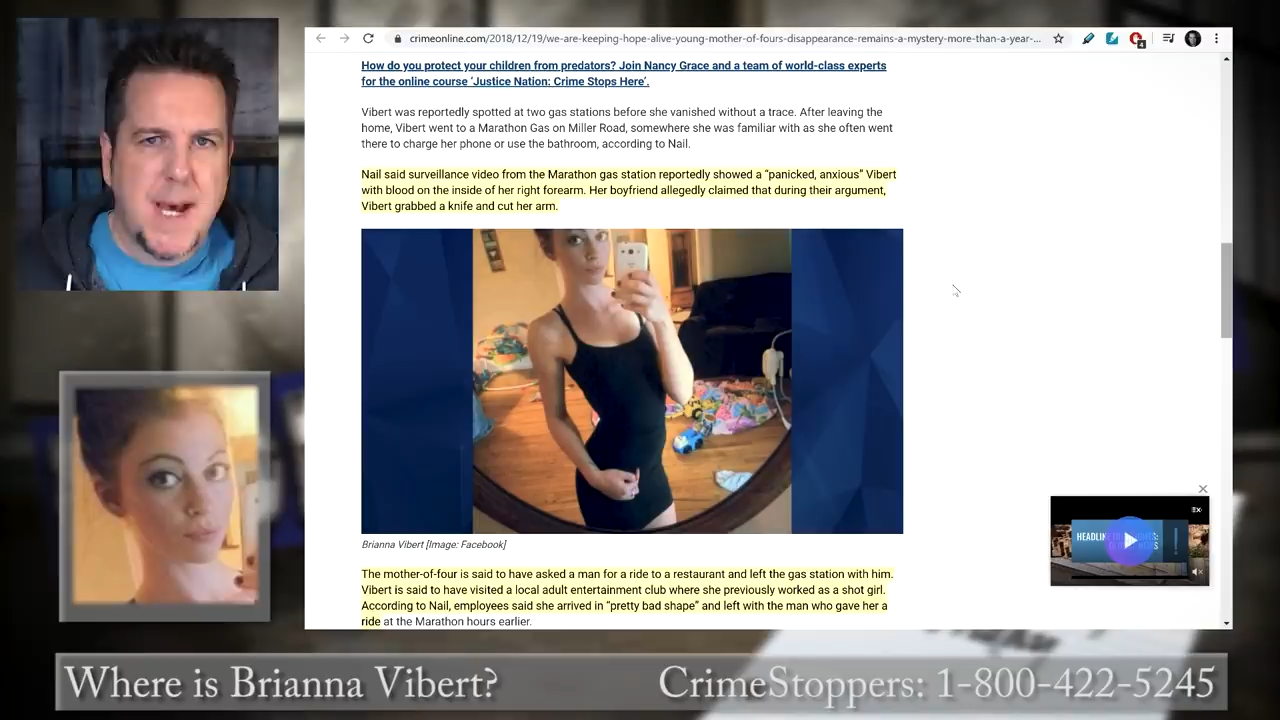 crimeonline.com/2018/12/19/we-are-keeping-hope-alive-young-mother-of-fours-disappearance-remains-a-mystery-more-than-a-year-...
4
How do you protect your children from predators? Join Nancy Grace and a team of world-class experts
for the online course ‘Justice Nation: Crime Stops Here’.
Vibert was reportedly spotted at two gas stations before she vanished without a trace. After leaving the
home, Vibert went to a Marathon Gas on Miller Road, somewhere she was familiar with as she often went
there to charge her phone or use the bathroom, according to Nail.
Nail said surveillance video from the Marathon gas station reportedly showed a “panicked, anxious” Vibert
with blood on the inside of her right forearm. Her boyfriend allegedly claimed that during their argument,
Vibert grabbed a knife and cut her arm.
Brianna Vibert [Image: Facebook]
The mother-of-four is said to have asked a man for a ride to a restaurant and left the gas station with him.
Vibert is said to have visited a local adult entertainment club where she previously worked as a shot girl.
According to Nail, employees said she arrived in “pretty bad shape” and left with the man who gave her a
ride at the Marathon hours earlier.
Where is Brianna Vibert?
CrimeStoppers: 1-800-422-5245